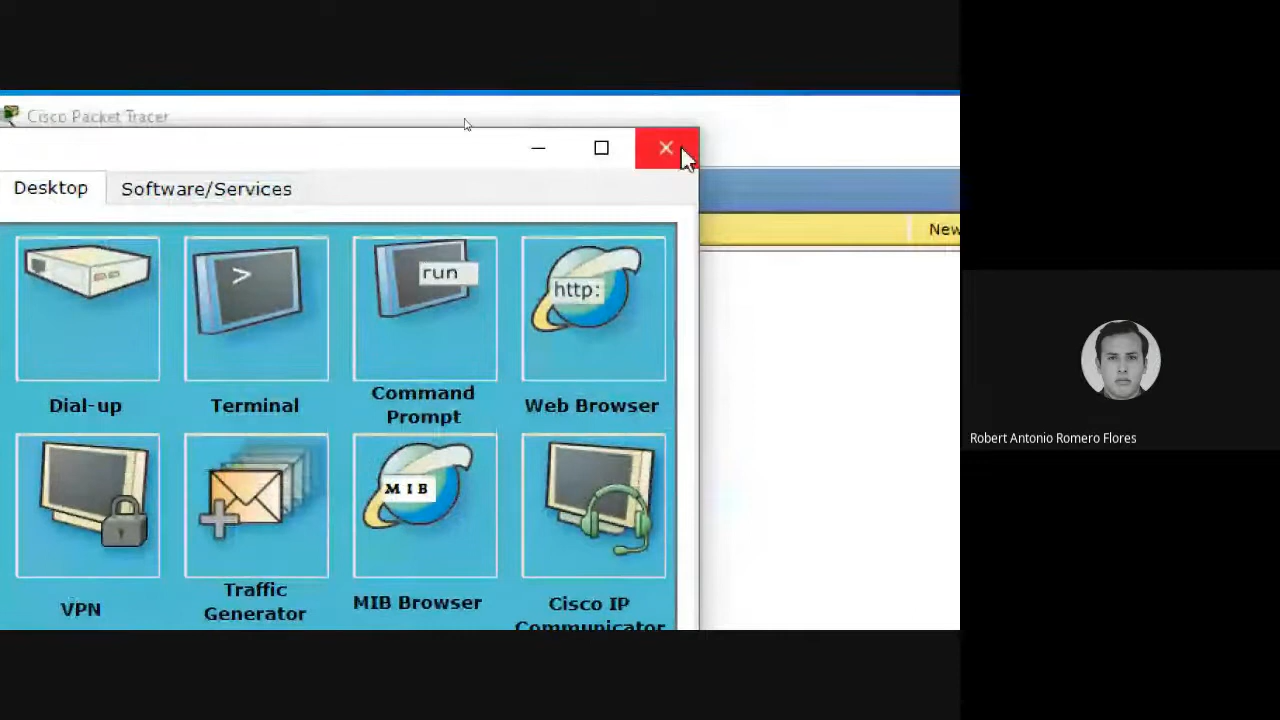 Cisco Packet Tracer
Desktop
Software/Services
New
>
run
http:
Dial-up
Terminal
Command
Prompt
Web Browser
MIB
VPN
Traffic
Generator
MIB Browser
Cisco IP
Communicator
Robert Antonio Romero Flores